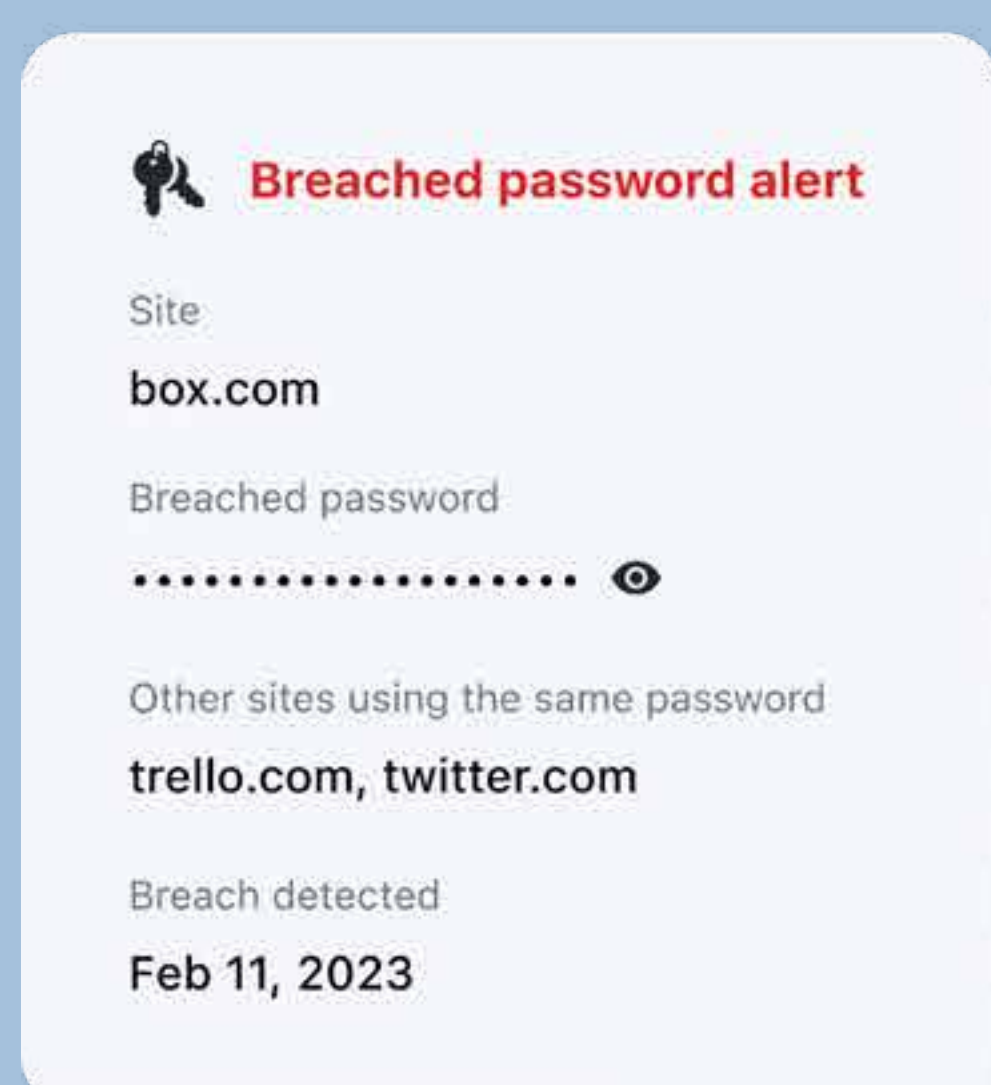 Breached password alert
Site
box.com
Breached password
•••••••••••••••••••
Other sites using the same password
trello.com, twitter.com
Breach detected
Feb 11, 2023